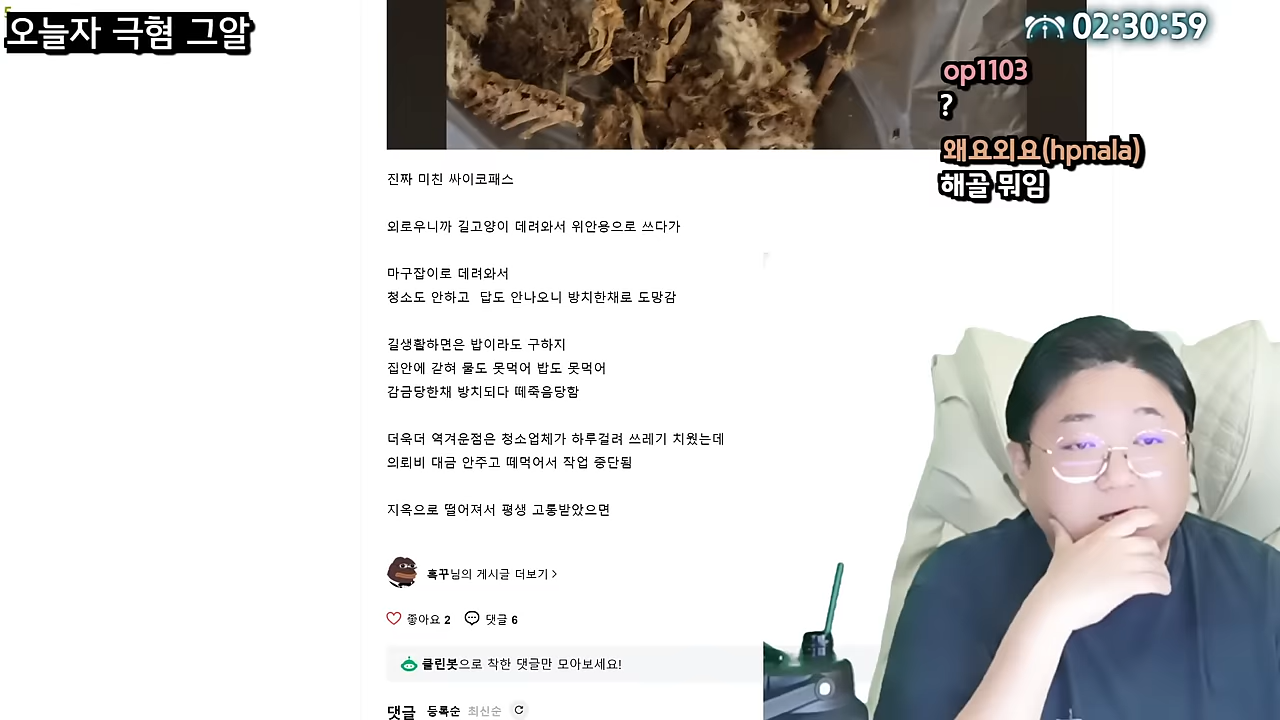 오늘자 극혐 그알
02:30:59
op1103
?
왜요외요(hpnala)
해골 뭐임
진짜 미친 싸이코패스
외로우니까 길고양이 데려와서 위안용으로 쓰다가
마구잡이로 데려와서
청소도 안하고 답도 안나오니 방치한채로 도망감
길생활하면은 밥이라도 구하지
집안에 갇혀 물도 못먹어 밥도 못먹어
감금당한채 방치되다 떼죽음당함
더욱더 역겨운점은 청소업체가 하루걸려 쓰레기 치웠는데
의뢰비 대금 안주고 떼먹어서 작업 중단됨
지옥으로 떨어져서 평생 고통받았으면
흑꾸님의 게시글 더보기 >
좋아요 2 댓글 6
클린봇으로 착한 댓글만 모아보세요!
댓글 등록순 최신순